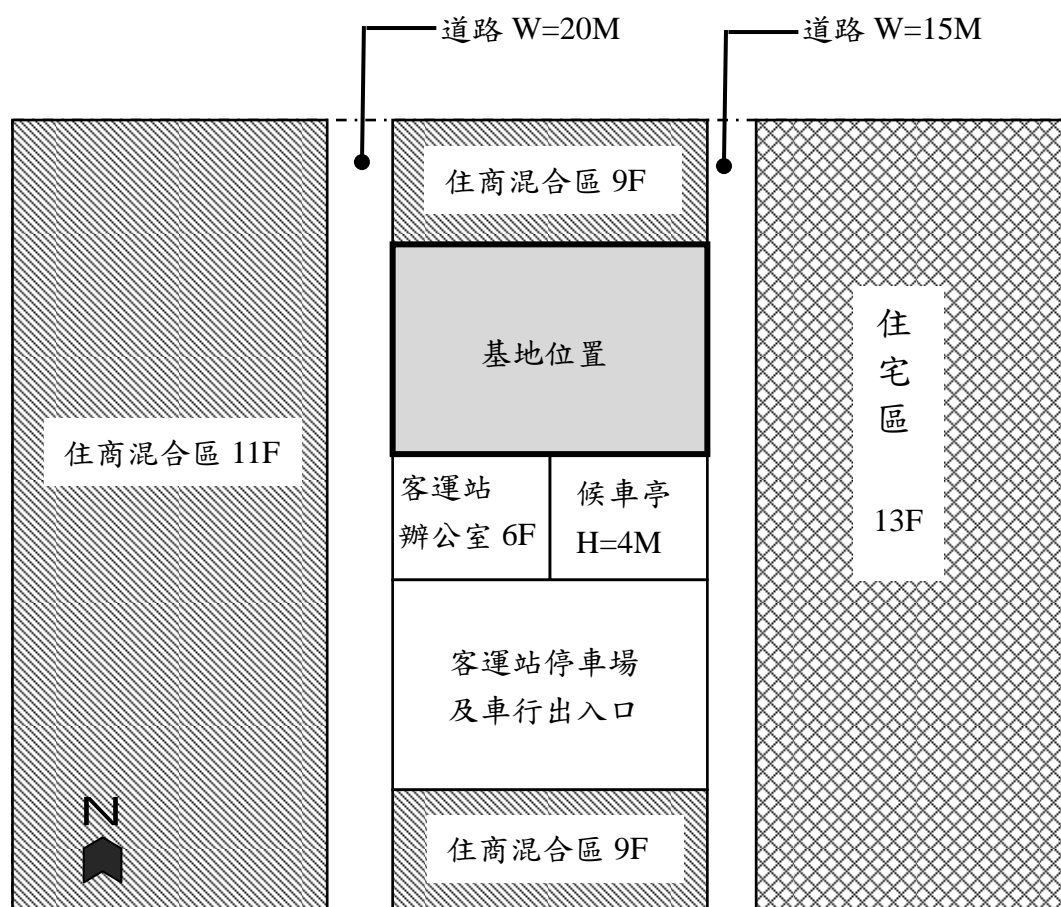 道路 W=20M
道路 W=15M
住商混合區 9F
基地位置
住宅區
13F
住商混合區 11F
客運站
辦公室 6F
候車亭
H=4M
客運站停車場
及車行出入口
N
住商混合區 9F